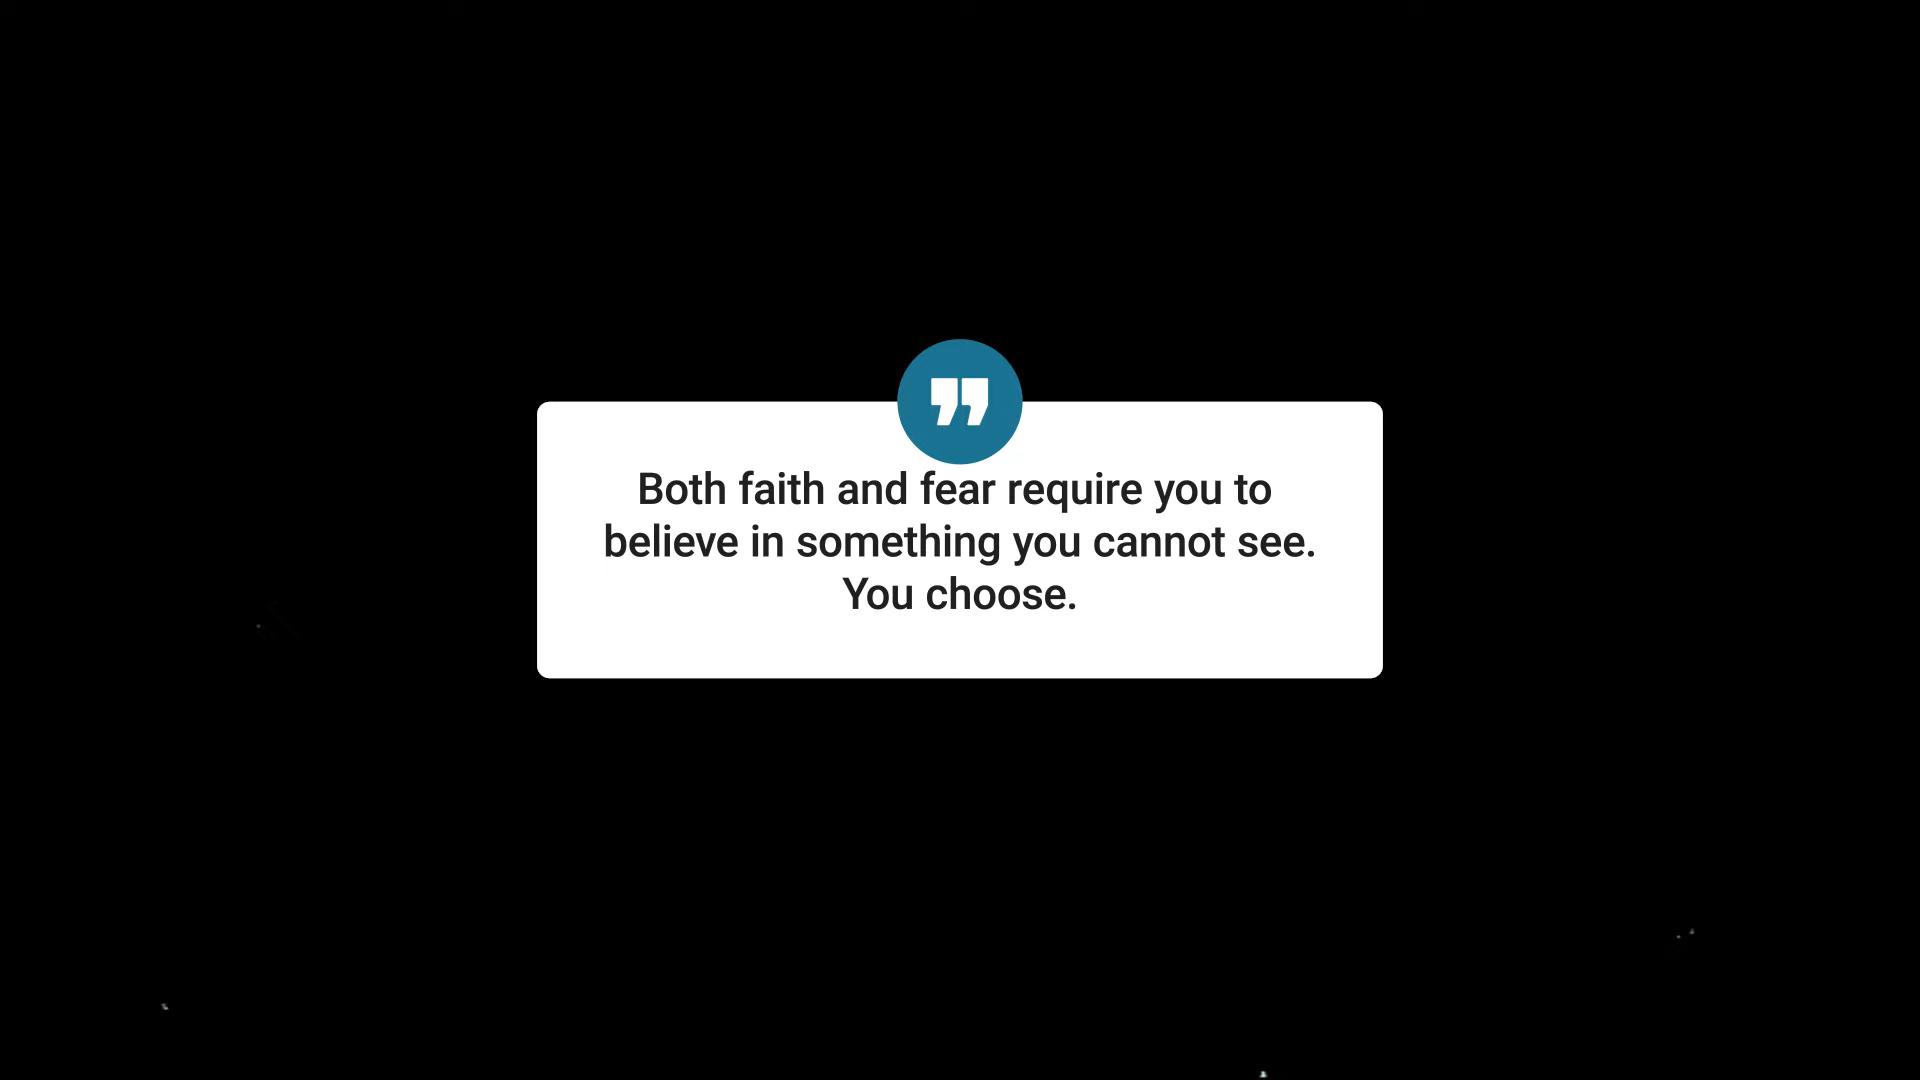 Both faith and fear require you to
believe in something you cannot see.
You choose.